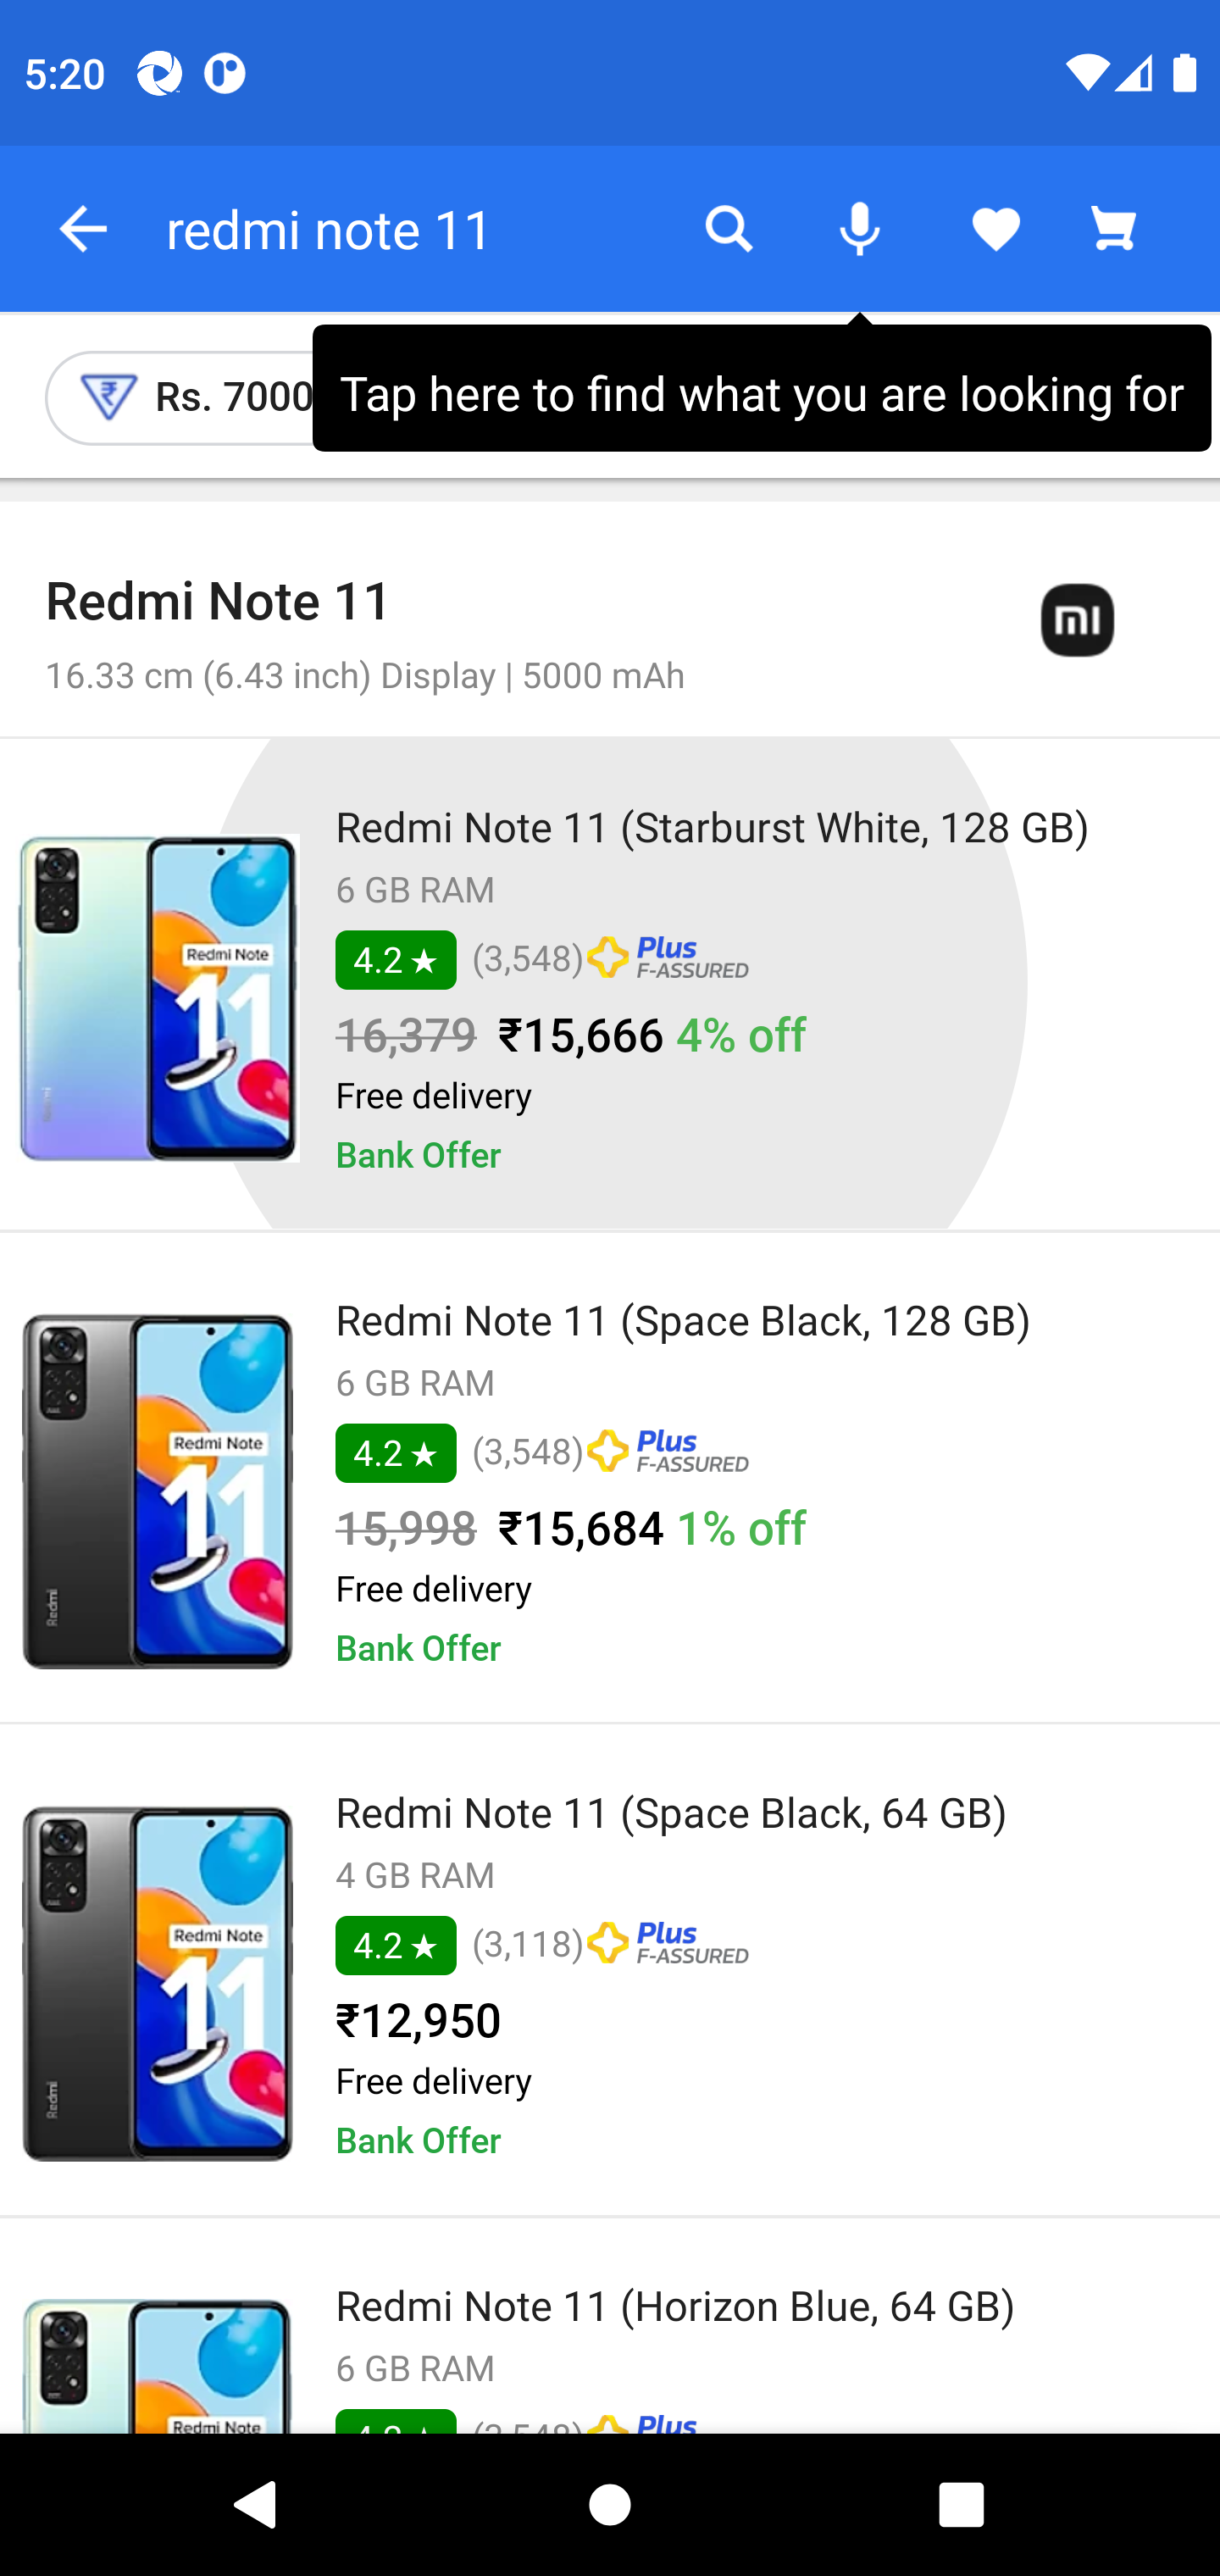 5:20
redmi note 11
Rs. 7000
Tap here to find what you are looking for
Redmi Note 11
16.33 cm (6.43 inch) Display | 5000 mAh
mi
Redmi Note 11 (Starburst White, 128 GB)
6 GB RAM
4.2★ (3,548) Plus
F-ASSURED
16,379 ₹15,666 4% off
Free delivery
Bank Offer
Redmi Note
11
Redmi
Redmi Note 11 (Space Black, 128 GB)
6 GB RAM
4.2★ (3,548) Plus
F-ASSURED
15,998 ₹15,684 1% off
Free delivery
Bank Offer
Redmi Note
11
Redmi
Redmi Note 11 (Space Black, 64 GB)
4 GB RAM
4.2★ (3,118) Plus
F-ASSURED
₹12,950
Free delivery
Bank Offer
Redmi Note
11
Redmi
Redmi Note 11 (Horizon Blue, 64 GB)
6 GB RAM
Plus
Redmi Note